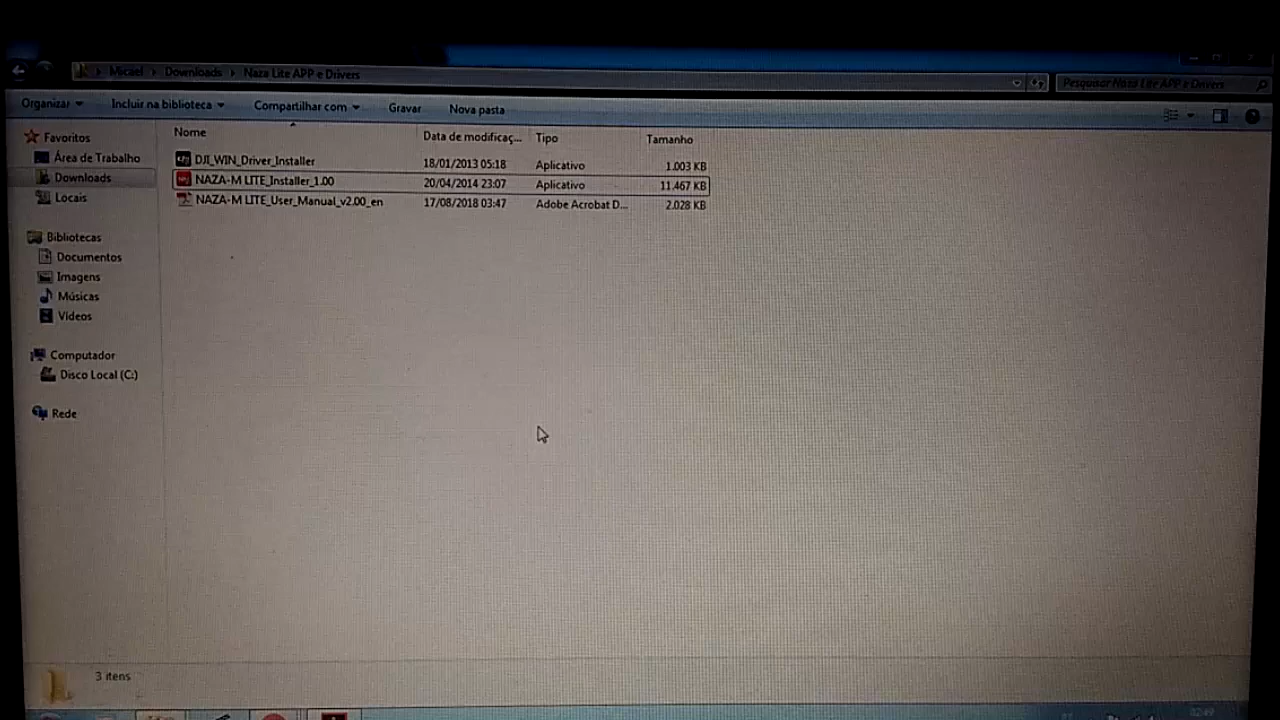 Micael Downloads Naza Lite APP e Drivers
Pesquisar Naza Lite APP e Drivers
Organizar Incluir na biblioteca Compartilhar com Gravar Nova pasta
Nome Data de modificaç... Tipo Tamanho
DJI_WIN_Driver_Installer 18/01/2013 05:18 Aplicativo 1.003 KB
NAZA-M LITE_Installer_1.00 20/04/2014 23:07 Aplicativo 11.467 KB
NAZA-M LITE_User_Manual_v2.00_en 17/08/2018 03:47 Adobe Acrobat D... 2.028 KB
Favoritos
Área de Trabalho
Downloads
Locais
Bibliotecas
Documentos
Imagens
Músicas
Vídeos
Computador
Disco Local (C:)
Rede
3 itens